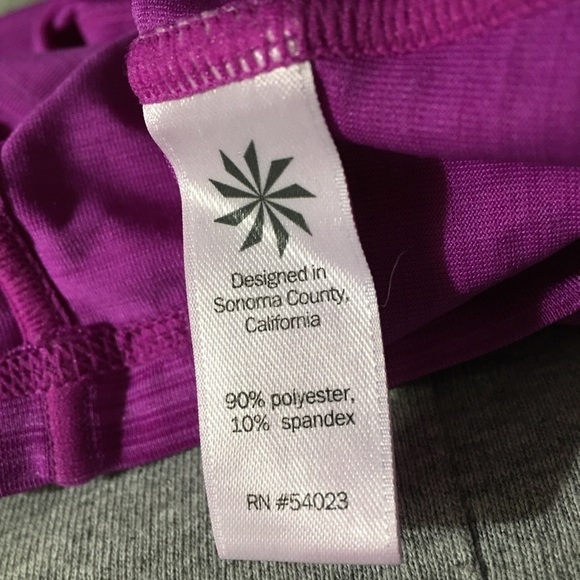 Designed in
Sonoma County,
California
90% polyester,
10% spandex
RN #54023